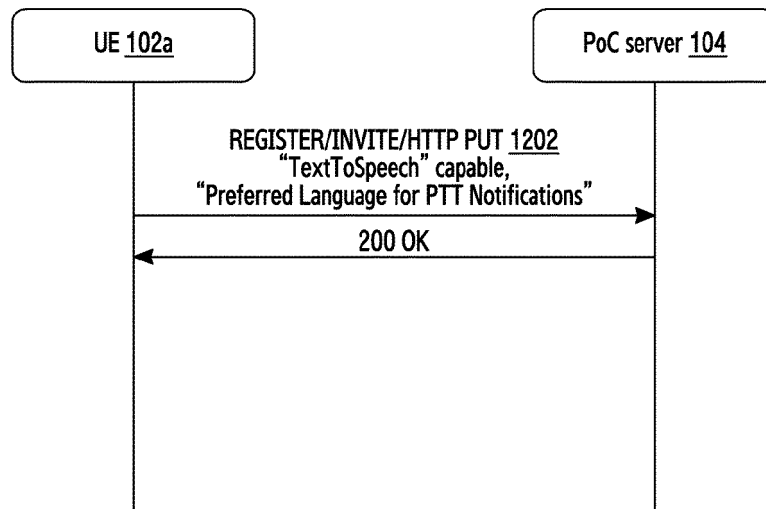 UE 102a
PoC server 104
REGISTER/INVITE/HTTP PUT 1202
“TextToSpeech” capable,
“Preferred Language for PTT Notifications”
200 OK